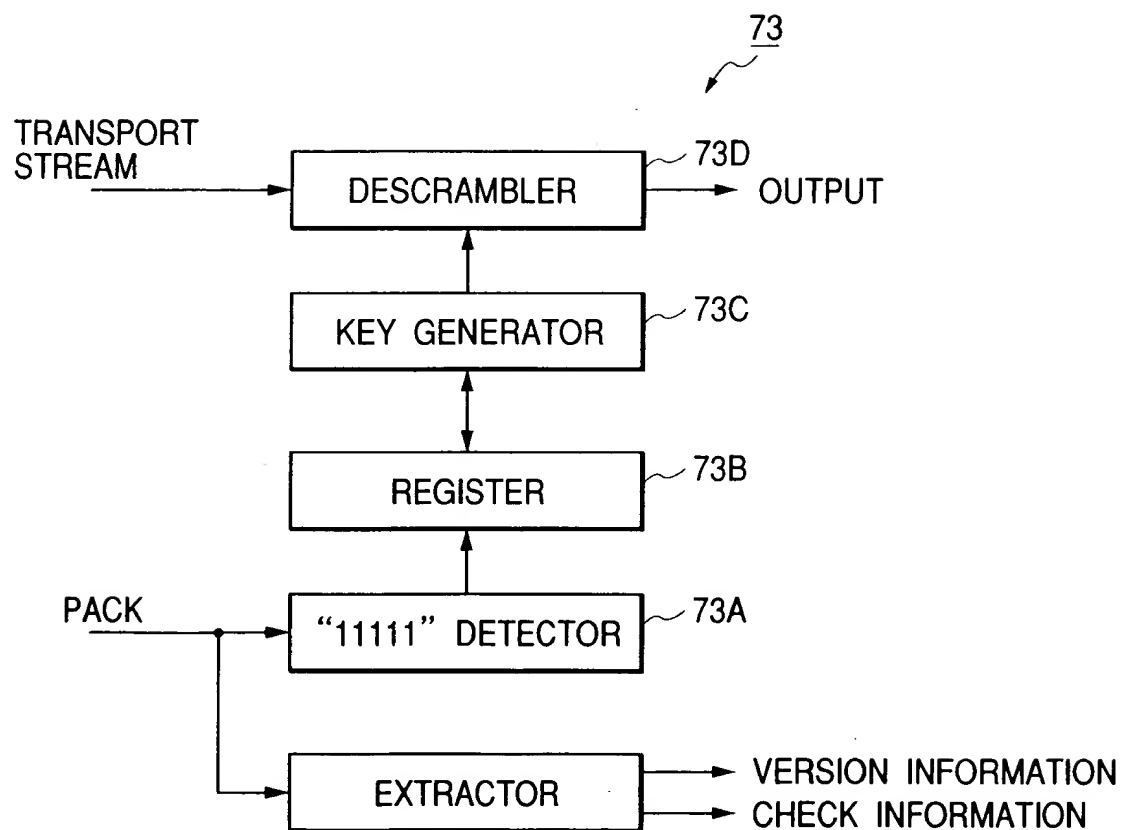 73
TRANSPORT
STREAM
73D
DESCRAMBLER
OUTPUT
73C
KEY GENERATOR
73B
REGISTER
PACK
73A
“11111” DETECTOR
EXTRACTOR
VERSION INFORMATION
CHECK INFORMATION